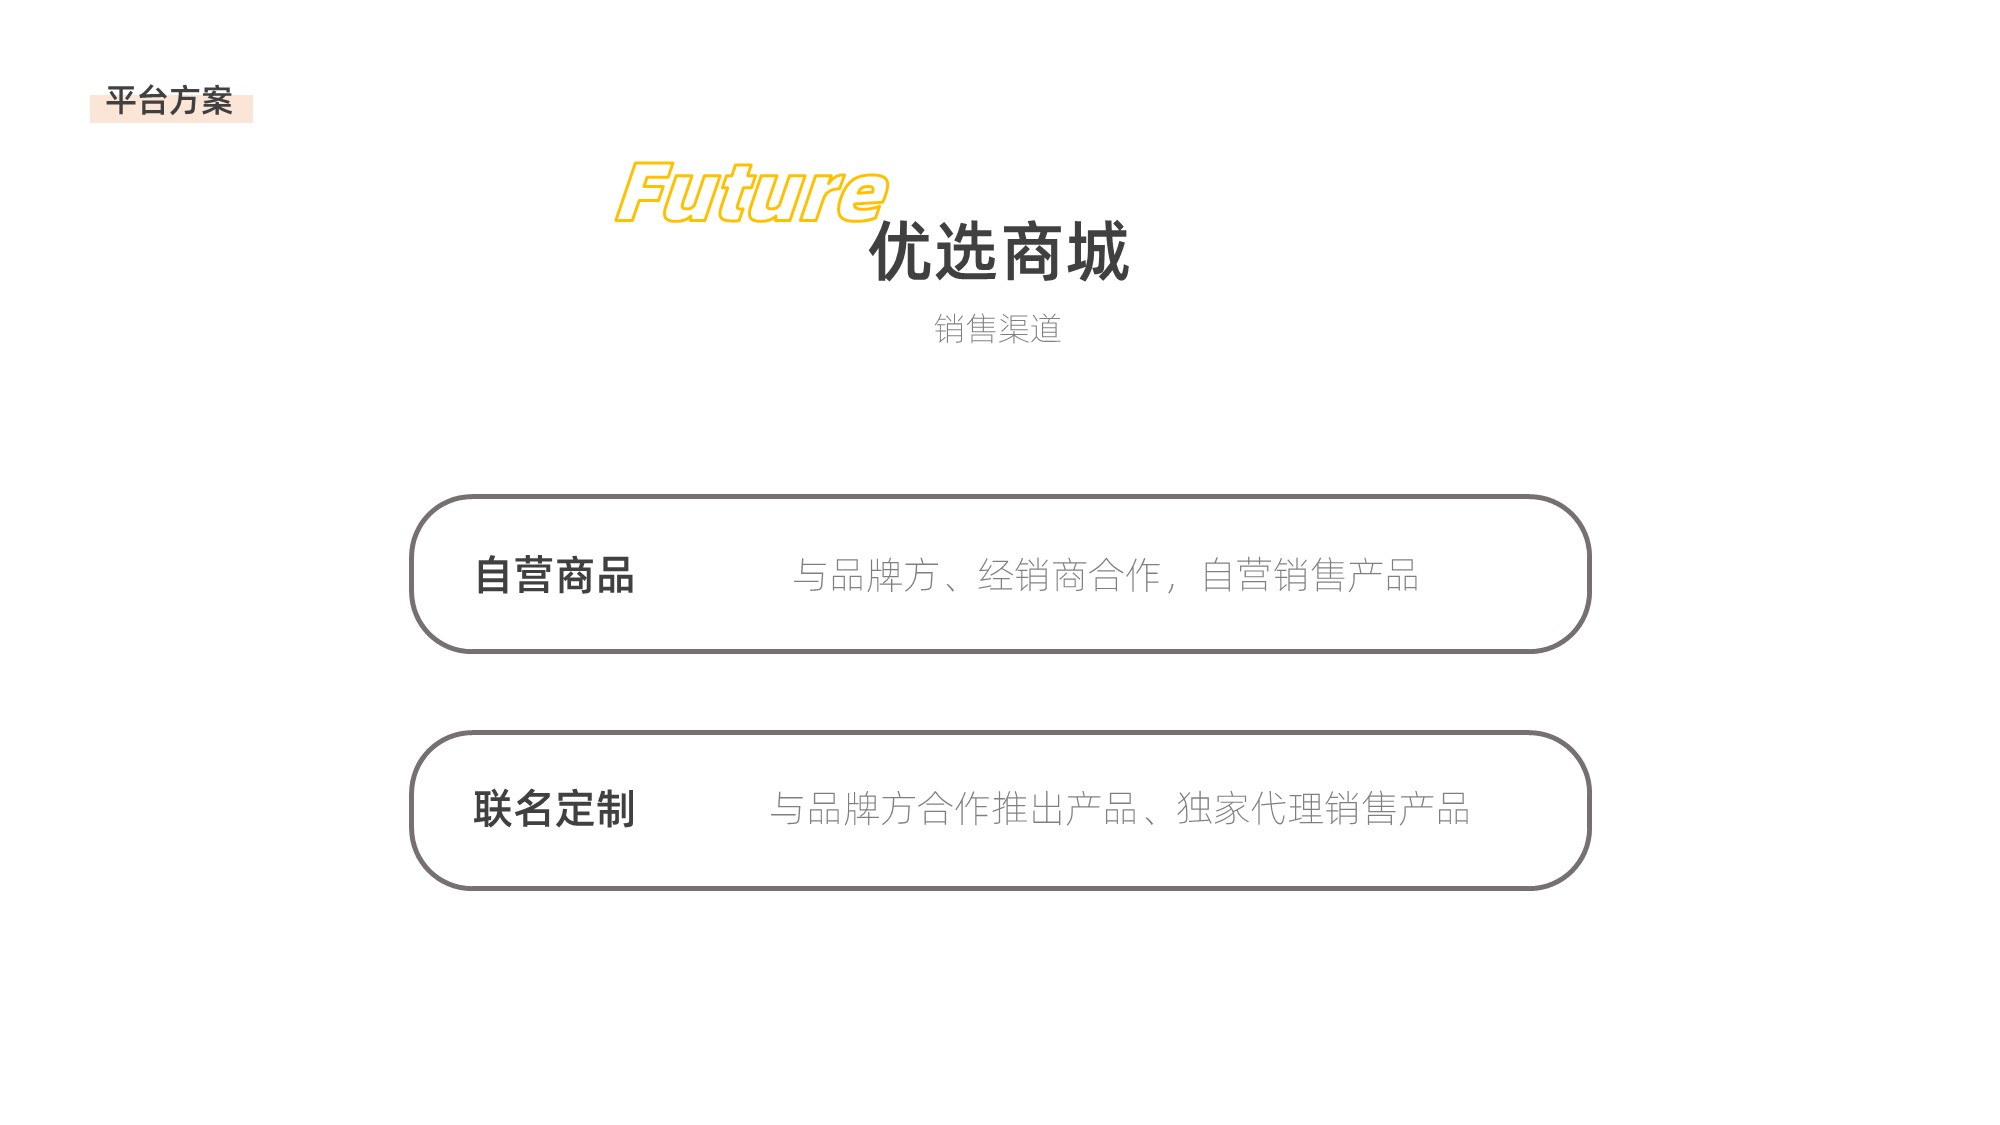 平台方案
Future
优选商城
销售渠道
自营商品
与品牌方、经销商合作，自营销售产品
联名定制
与品牌方合作推出产品、独家代理销售产品